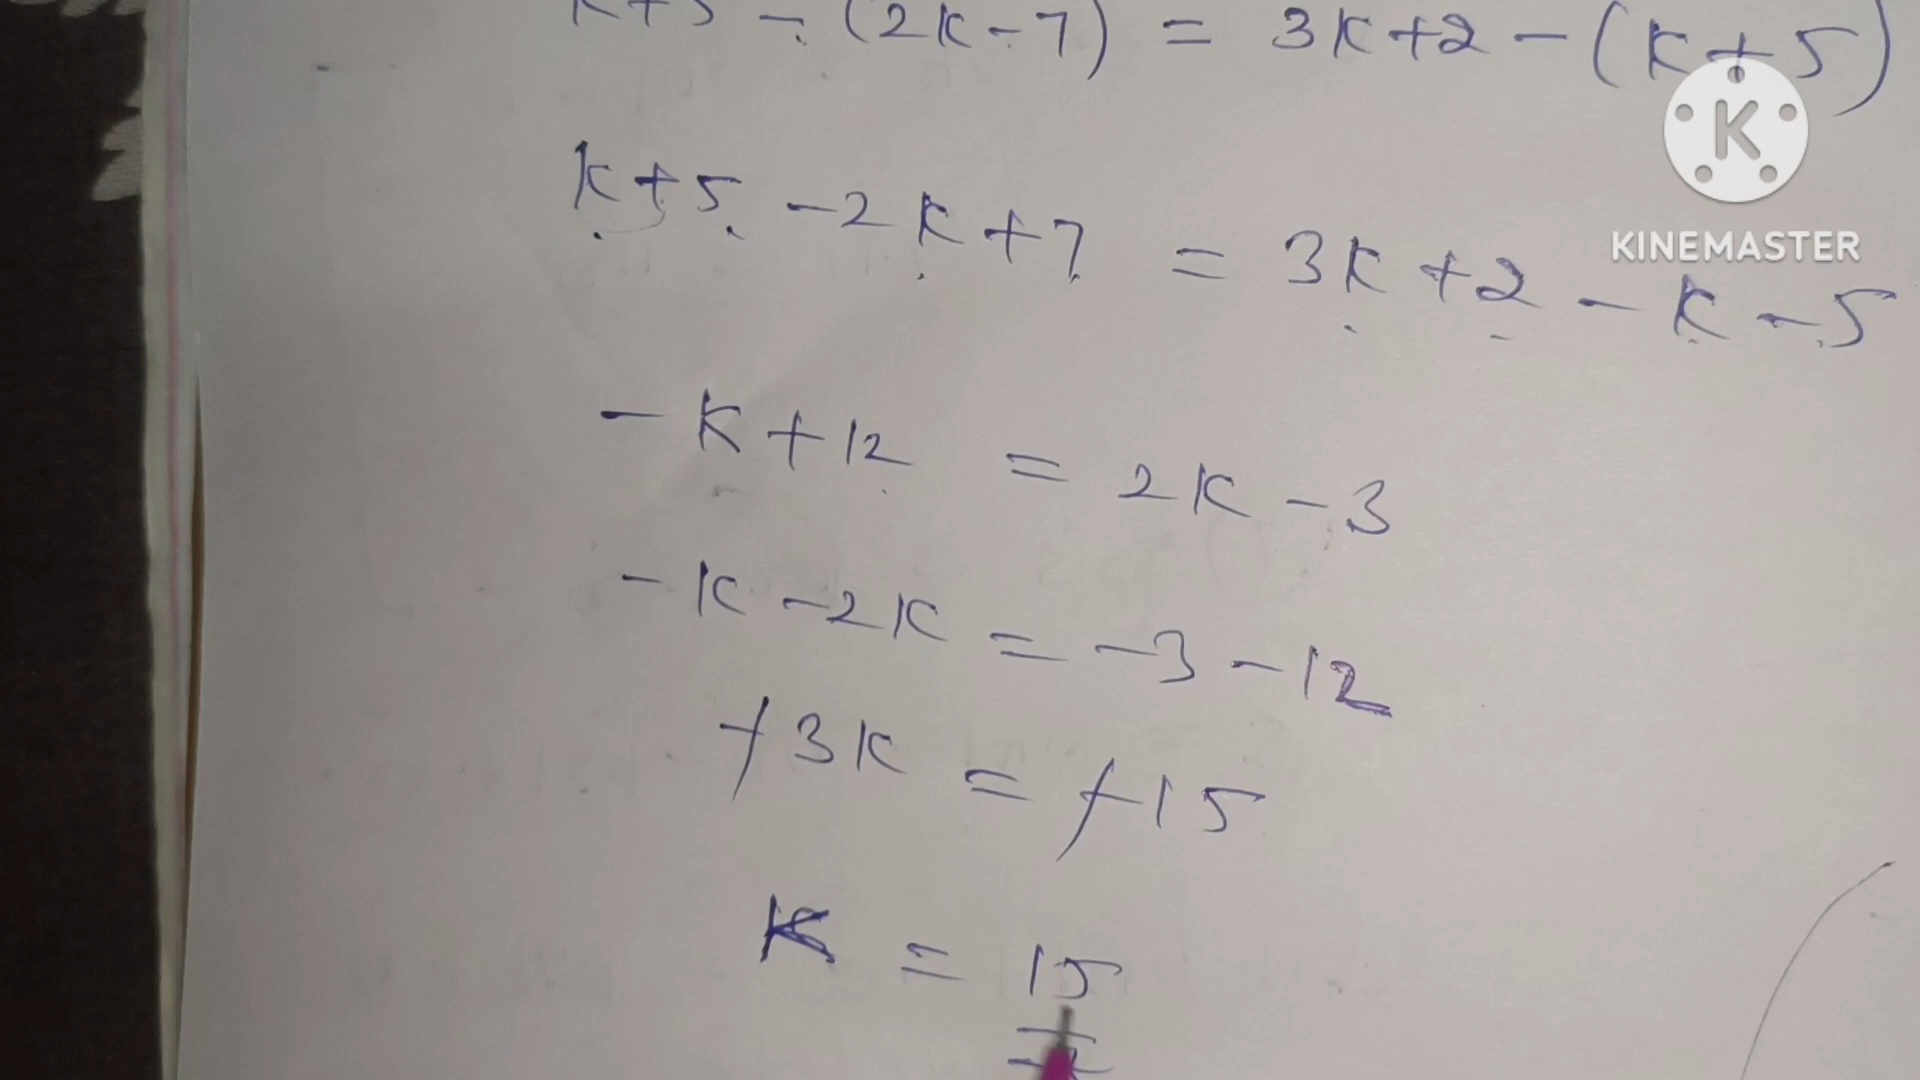 k+5 - (2k-7) = 3k+2 - (k+5)
K
KINEMASTER
k+5 -2k+7 = 3k+2 - k -5
-k+12 = 2k-3
-k-2k = -3-12
-3k = -15
k = 15